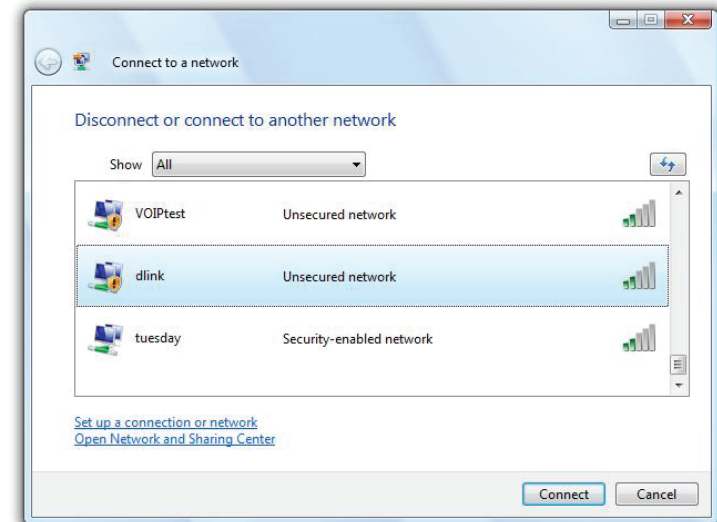 Connect to a network
Disconnect or connect to another network
Show All
VOIPtest Unsecured network
dlink Unsecured network
tuesday Security-enabled network
Set up a connection or network
Open Network and Sharing Center
Connect Cancel